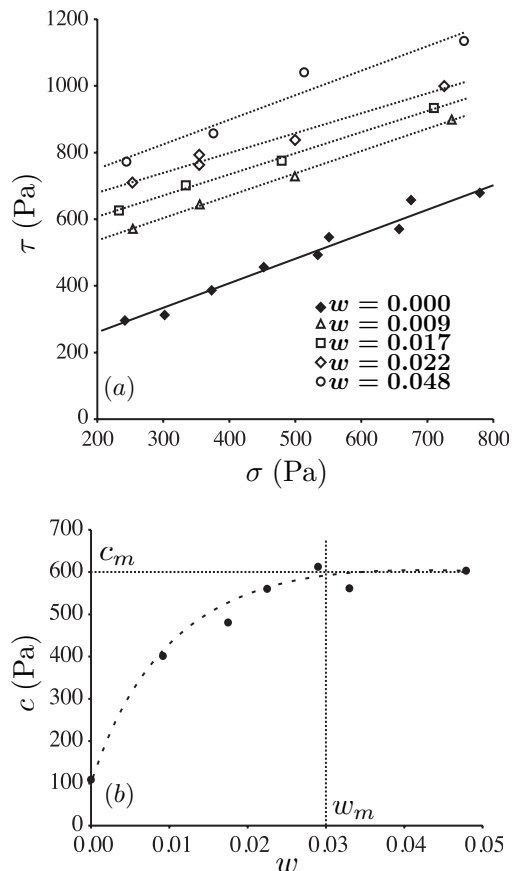 1200
1000
800
600
400
200
0
τ (Pa)
w = 0.000
w = 0.009
w = 0.017
w = 0.022
w = 0.048
(a)
200 300 400 500 600 700 800
σ (Pa)
700
600
500
400
300
200
100
0
c (Pa)
c_m
w_m
(b)
0.00 0.01 0.02 0.03 0.04 0.05
w